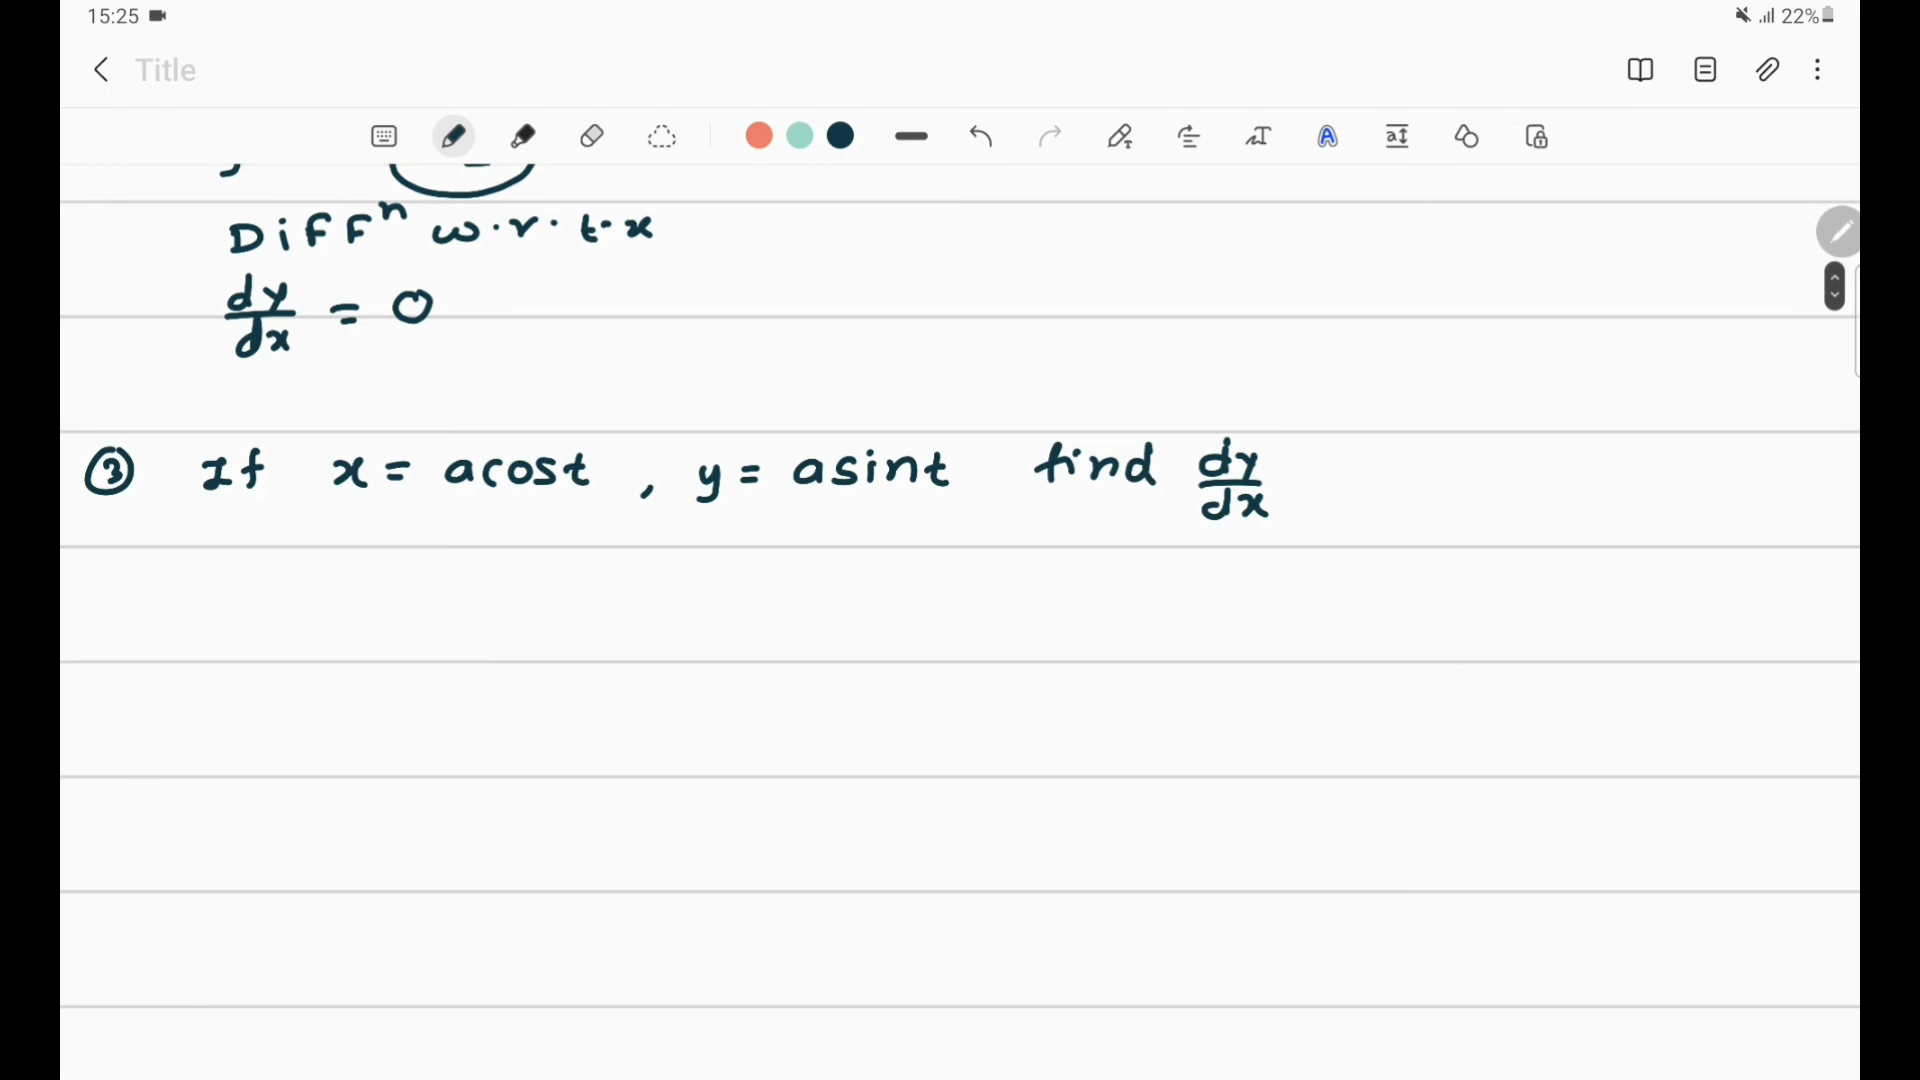 15:25 22%
Title
Diffⁿ w.r.t.x
dy/dx = 0
③ If x = acost , y = asint find dy/dx